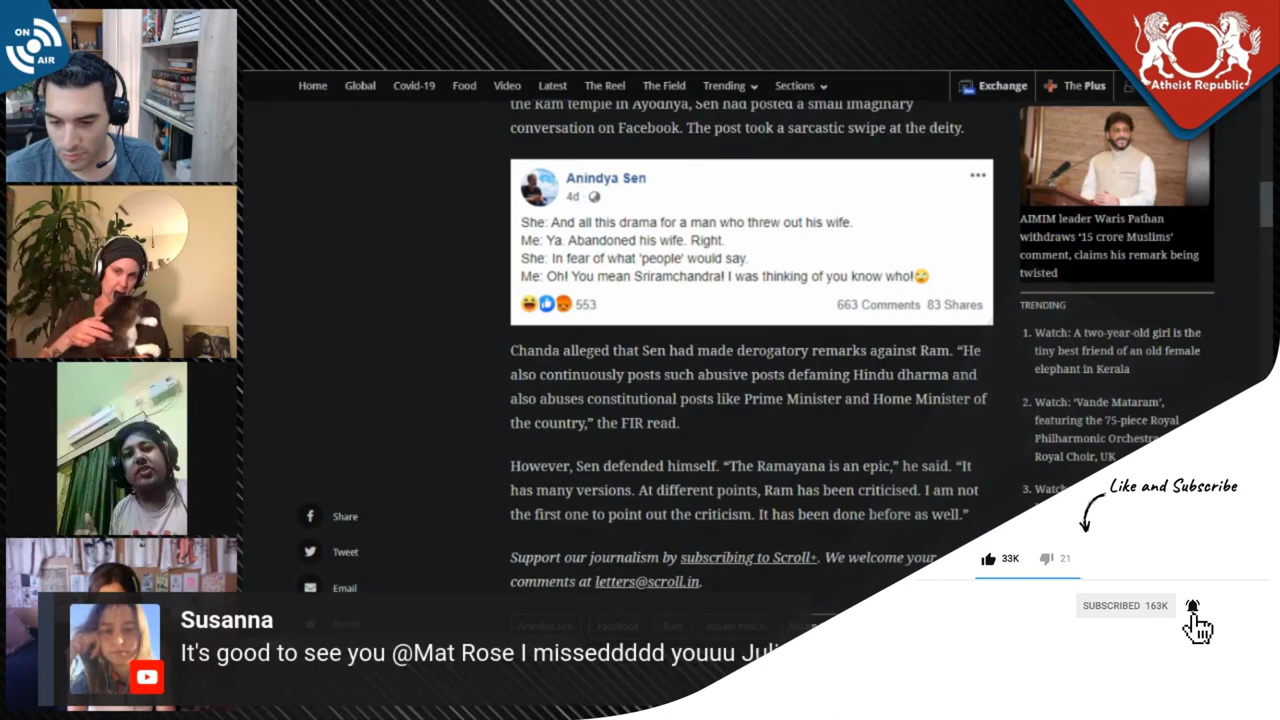 ON
AIR
Home Global Covid-19 Food Video Latest The Reel The Field Trending Sections Exchange The Plus
"Atheist Republic"
the Ram temple in Ayodhya, Sen had posted a small imaginary
conversation on Facebook. The post took a sarcastic swipe at the deity.
Anindya Sen
4d
She: And all this drama for a man who threw out his wife.
Me: Ya. Abandoned his wife. Right.
She: In fear of what 'people' would say.
Me: Oh! You mean Sriramchandra! I was thinking of you know who!🙄
553 663 Comments 83 Shares
Chanda alleged that Sen had made derogatory remarks against Ram. “He
also continuously posts such abusive posts defaming Hindu dharma and
also abuses constitutional posts like Prime Minister and Home Minister of
the country,” the FIR read.
However, Sen defended himself. “The Ramayana is an epic,” he said. “It
has many versions. At different points, Ram has been criticised. I am not
the first one to point out the criticism. It has been done before as well.”
Support our journalism by subscribing to Scroll+. We welcome your
comments at letters@scroll.in.
Share
Tweet
Email
Reddit
Anindya Sen Facebook Ram Assam Police
AIMIM leader Waris Pathan
withdraws ‘15 crore Muslims’
comment, claims his remark being
twisted
TRENDING
1. Watch: A two-year-old girl is the
tiny best friend of an old female
elephant in Kerala
2. Watch: ‘Vande Mataram’,
featuring the 75-piece Royal
Philharmonic Orchestra
Royal Choir, UK
3.
Like and Subscribe
33K 21
SUBSCRIBED 163K
Susanna
It's good to see you @Mat Rose I misseddddd youuu